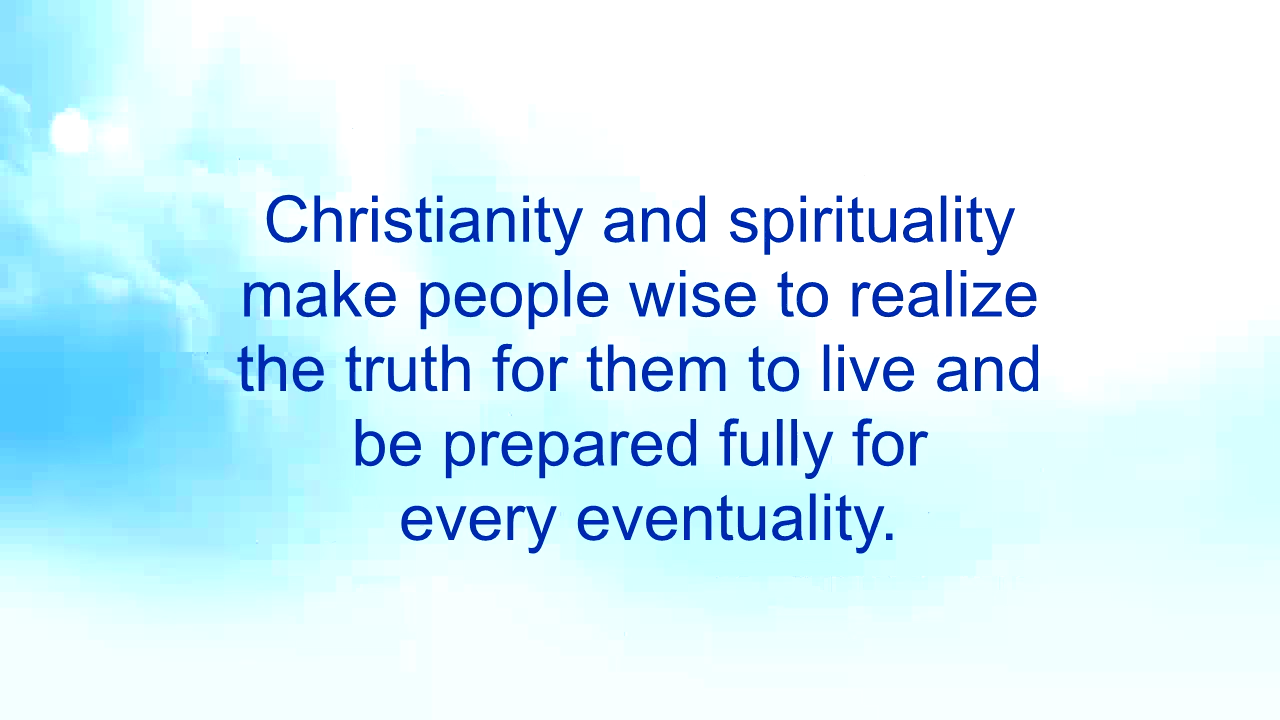 Christianity and spirituality
make people wise to realize
the truth for them to live and
be prepared fully for
every eventuality.